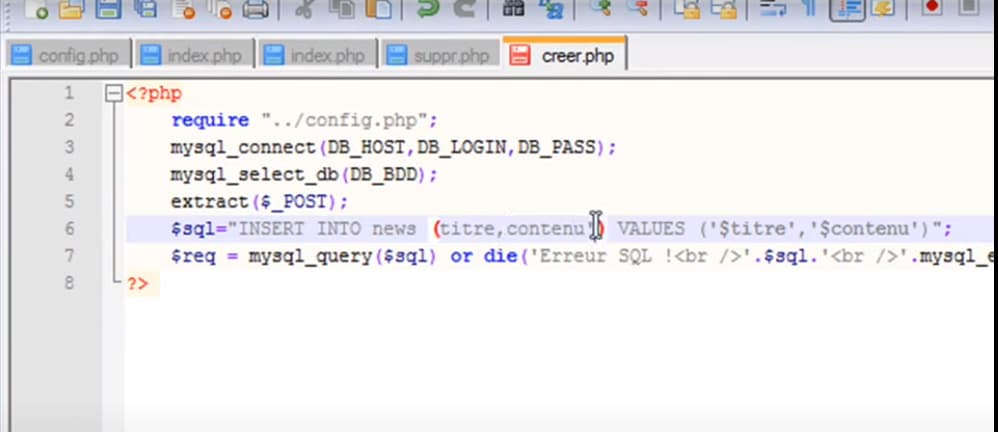 config.php index.php index.php suppr.php creer.php
1 <?php
2 require "../config.php";
3 mysql_connect(DB_HOST,DB_LOGIN,DB_PASS);
4 mysql_select_db(DB_BDD);
5 extract($_POST);
6 $sql="INSERT INTO news (titre,contenu') VALUES ('$titre','$contenu')";
7 $req = mysql_query($sql) or die('Erreur SQL !<br />'.$sql.'<br />'.mysql_e
8 ?>